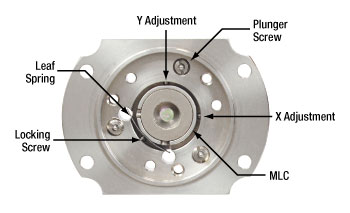 Y Adjustment
Plunger
Screw
Leaf
Spring
X Adjustment
Locking
Screw
MLC